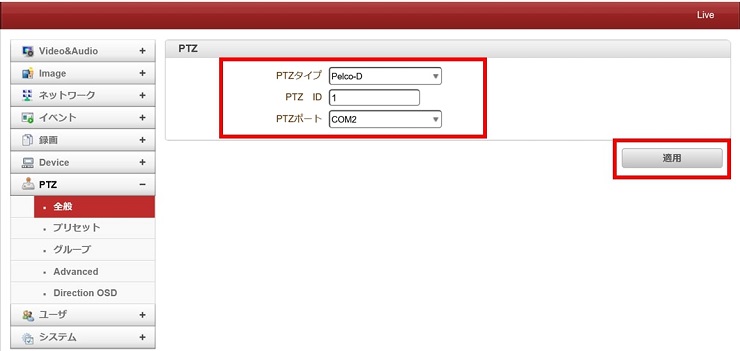 Live
Video&Audio +
Image +
ネットワーク +
イベント +
録画 +
Device +
PTZ −
・ 全般
・ プリセット
・ グループ
・ Advanced
・ Direction OSD
ユーザ +
システム +
PTZ
PTZタイプ Pelco-D
PTZ ID 1
PTZポート COM2
適用